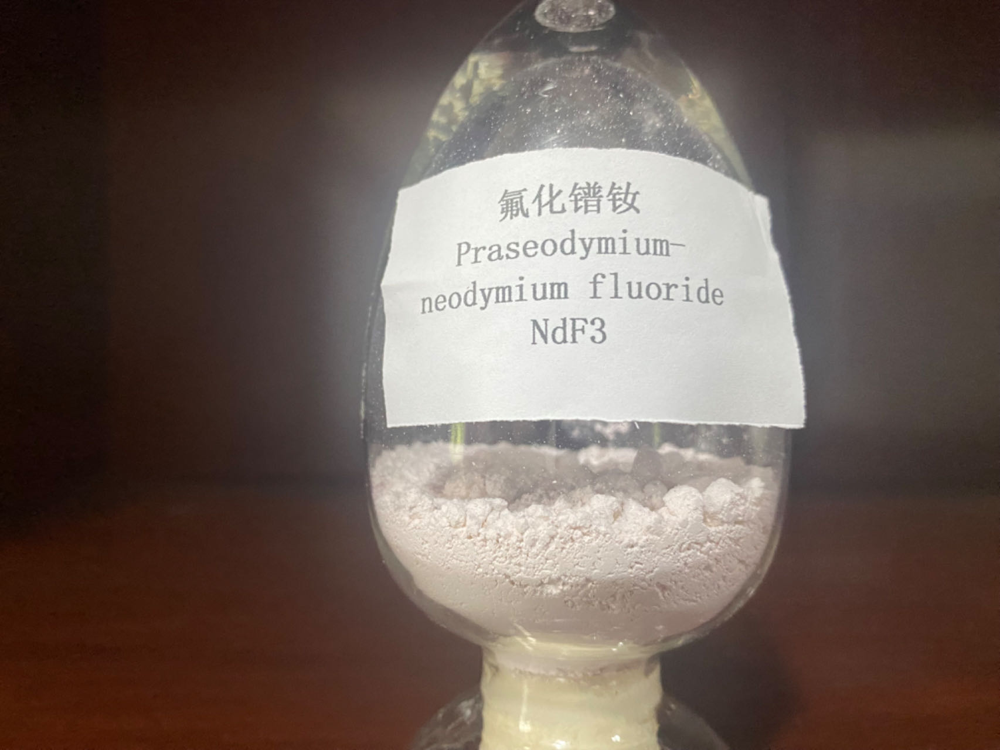 氟化镨钕
Praseodymium-
neodymium fluoride
NdF3